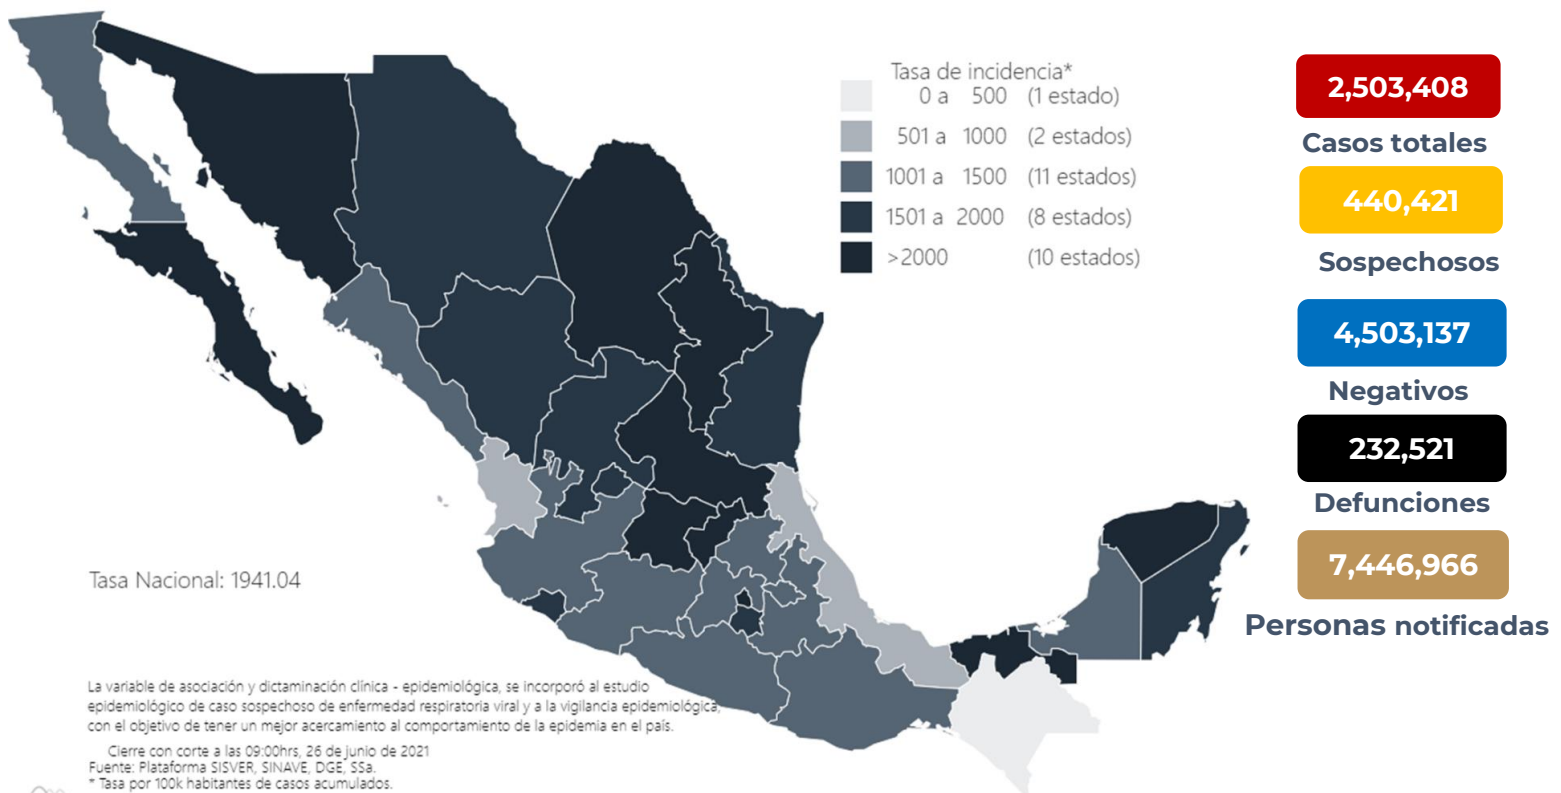 Tasa de incidencia*
0 a 500 (1 estado)
501 a 1000 (2 estados)
1001 a 1500 (11 estados)
1501 a 2000 (8 estados)
>2000 (10 estados)
2,503,408
Casos totales
440,421
Sospechosos
4,503,137
Negativos
232,521
Defunciones
7,446,966
Personas notificadas
Tasa Nacional: 1941.04
La variable de asociación y dictaminación clínica - epidemiológica, se incorporó al estudio
epidemiológico de caso sospechoso de enfermedad respiratoria viral y a la vigilancia epidemiológica,
con el objetivo de tener un mejor acercamiento al comportamiento de la epidemia en el país.
Cierre con corte a las 09:00hrs, 26 de junio de 2021
Fuente: Plataforma SISVER, SINAVE, DGE, SSa.
* Tasa por 100k habitantes de casos acumulados.